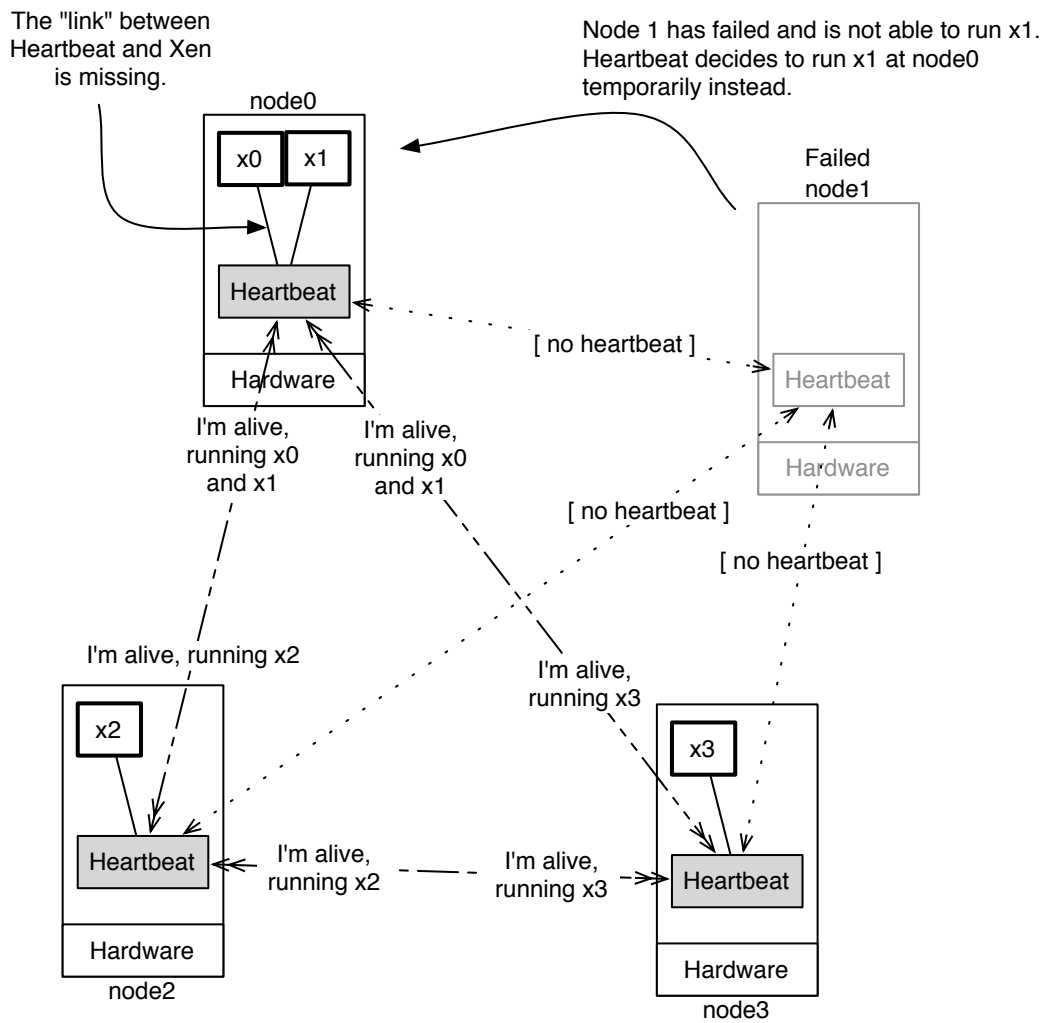 The "link" between
Heartbeat and Xen
is missing.
Node 1 has failed and is not able to run x1.
Heartbeat decides to run x1 at node0
temporarily instead.
node0
x0
x1
Heartbeat
Hardware
Failed
node1
Heartbeat
Hardware
[ no heartbeat ]
I'm alive,
running x0
and x1
I'm alive,
running x0
and x1
[ no heartbeat ]
[ no heartbeat ]
I'm alive, running x2
I'm alive,
running x3
x2
Heartbeat
Hardware
node2
I'm alive,
running x2
I'm alive,
running x3
x3
Heartbeat
Hardware
node3